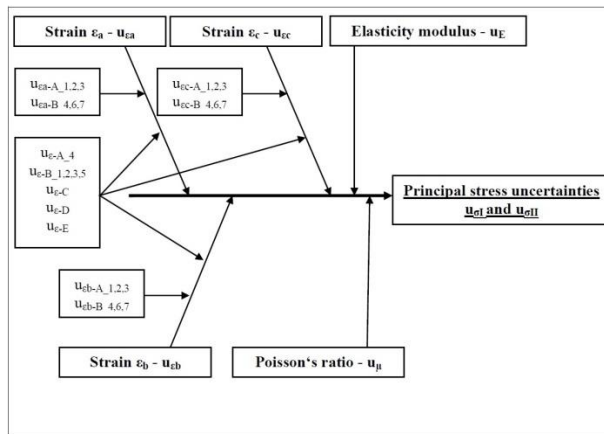 Strain εa - uεa
Strain εc - uεc
Elasticity modulus - uE
uεa-A_1,2,3
uεa-B 4,6,7
uεc-A_1,2,3
uεc-B 4,6,7
uε-A_4
uε-B_1,2,3,5
uε-C
uε-D
uε-E
Principal stress uncertainties
uσI and uσII
uεb-A_1,2,3
uεb-B 4,6,7
Strain εb - uεb
Poisson‘s ratio - uμ